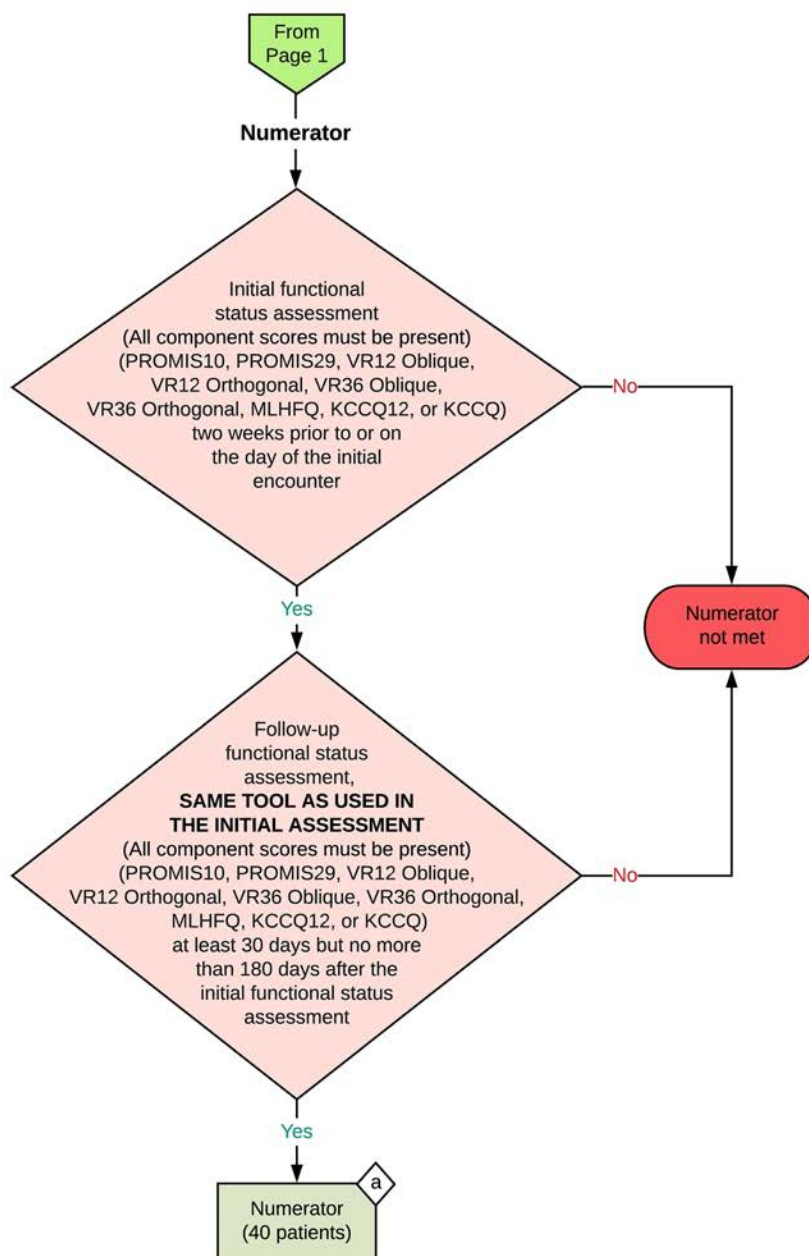 From
Page 1
Numerator
Initial functional
status assessment
(All component scores must be present)
(PROMIS10, PROMIS29, VR12 Oblique,
VR12 Orthogonal, VR36 Oblique,
VR36 Orthogonal, MLHFQ, KCCQ12, or KCCQ)
two weeks prior to or on
the day of the initial
encounter
No
Yes
Numerator
not met
Follow-up
functional status
assessment,
SAME TOOL AS USED IN
THE INITIAL ASSESSMENT
(All component scores must be present)
(PROMIS10, PROMIS29, VR12 Oblique,
VR12 Orthogonal, VR36 Oblique, VR36 Orthogonal,
MLHFQ, KCCQ12, or KCCQ)
at least 30 days but no more
than 180 days after the
initial functional status
assessment
No
Yes
a
Numerator
(40 patients)